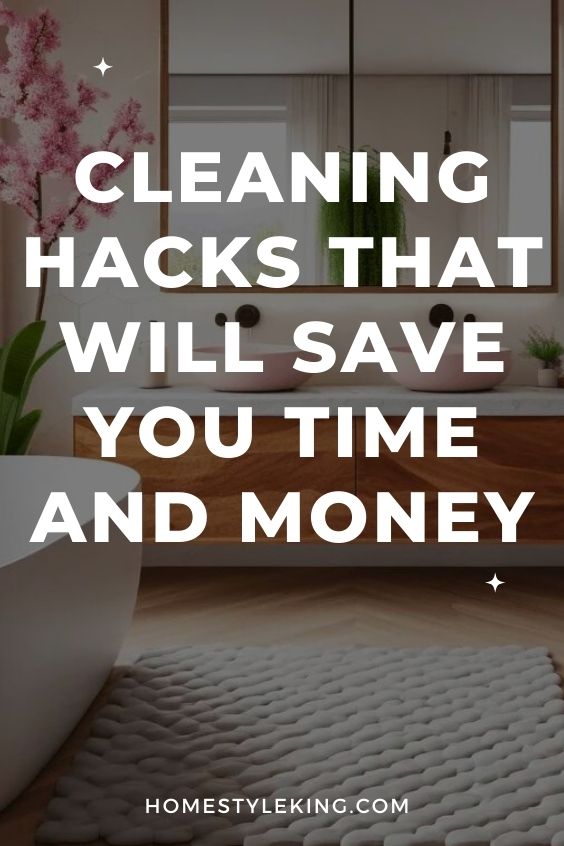 CLEANING
HACKS THAT
WILL SAVE
YOU TIME
AND MONEY
HOMESTYLEKING.COM